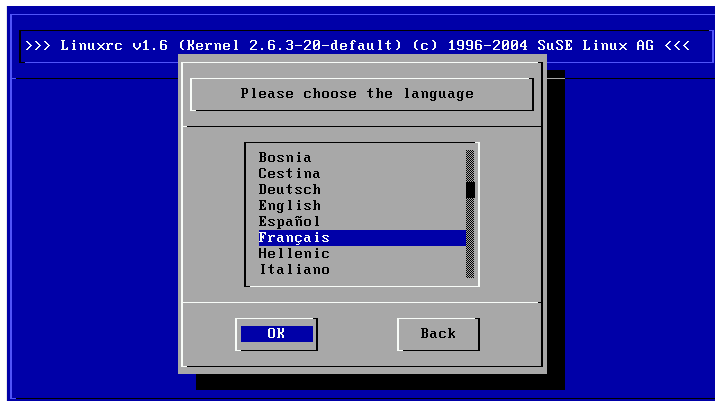 >>> Linuxrc v1.6 (Kernel 2.6.3-20-default) (c) 1996-2004 SuSE Linux AG <<<
Please choose the language
Bosnia
Cestina
Deutsch
English
Español
Français
Hellenic
Italiano
OK
Back